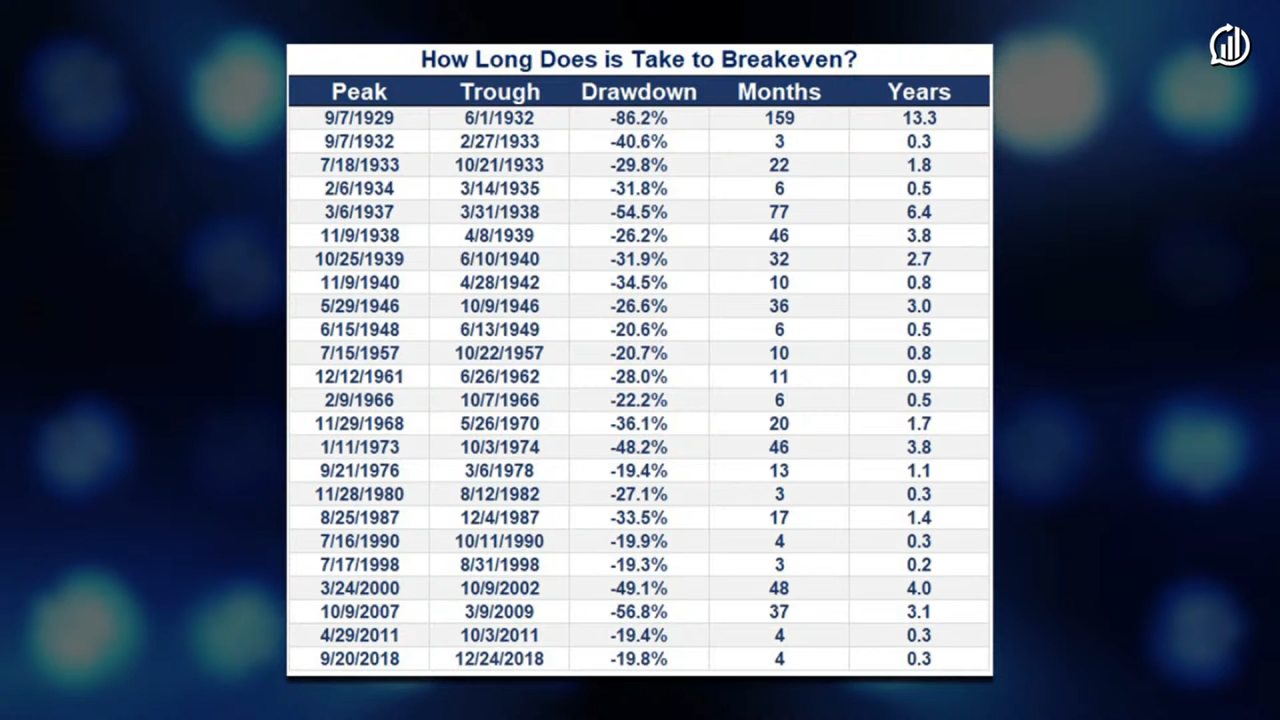 How Long Does is Take to Breakeven?
Peak Trough Drawdown Months Years
9/7/1929 6/1/1932 -86.2% 159 13.3
9/7/1932 2/27/1933 -40.6% 3 0.3
7/18/1933 10/21/1933 -29.8% 22 1.8
2/6/1934 3/14/1935 -31.8% 6 0.5
3/6/1937 3/31/1938 -54.5% 77 6.4
11/9/1938 4/8/1939 -26.2% 46 3.8
10/25/1939 6/10/1940 -31.9% 32 2.7
11/9/1940 4/28/1942 -34.5% 10 0.8
5/29/1946 10/9/1946 -26.6% 36 3.0
6/15/1948 6/13/1949 -20.6% 6 0.5
7/15/1957 10/22/1957 -20.7% 10 0.8
12/12/1961 6/26/1962 -28.0% 11 0.9
2/9/1966 10/7/1966 -22.2% 6 0.5
11/29/1968 5/26/1970 -36.1% 20 1.7
1/11/1973 10/3/1974 -48.2% 46 3.8
9/21/1976 3/6/1978 -19.4% 13 1.1
11/28/1980 8/12/1982 -27.1% 3 0.3
8/25/1987 12/4/1987 -33.5% 17 1.4
7/16/1990 10/11/1990 -19.9% 4 0.3
7/17/1998 8/31/1998 -19.3% 3 0.2
3/24/2000 10/9/2002 -49.1% 48 4.0
10/9/2007 3/9/2009 -56.8% 37 3.1
4/29/2011 10/3/2011 -19.4% 4 0.3
9/20/2018 12/24/2018 -19.8% 4 0.3